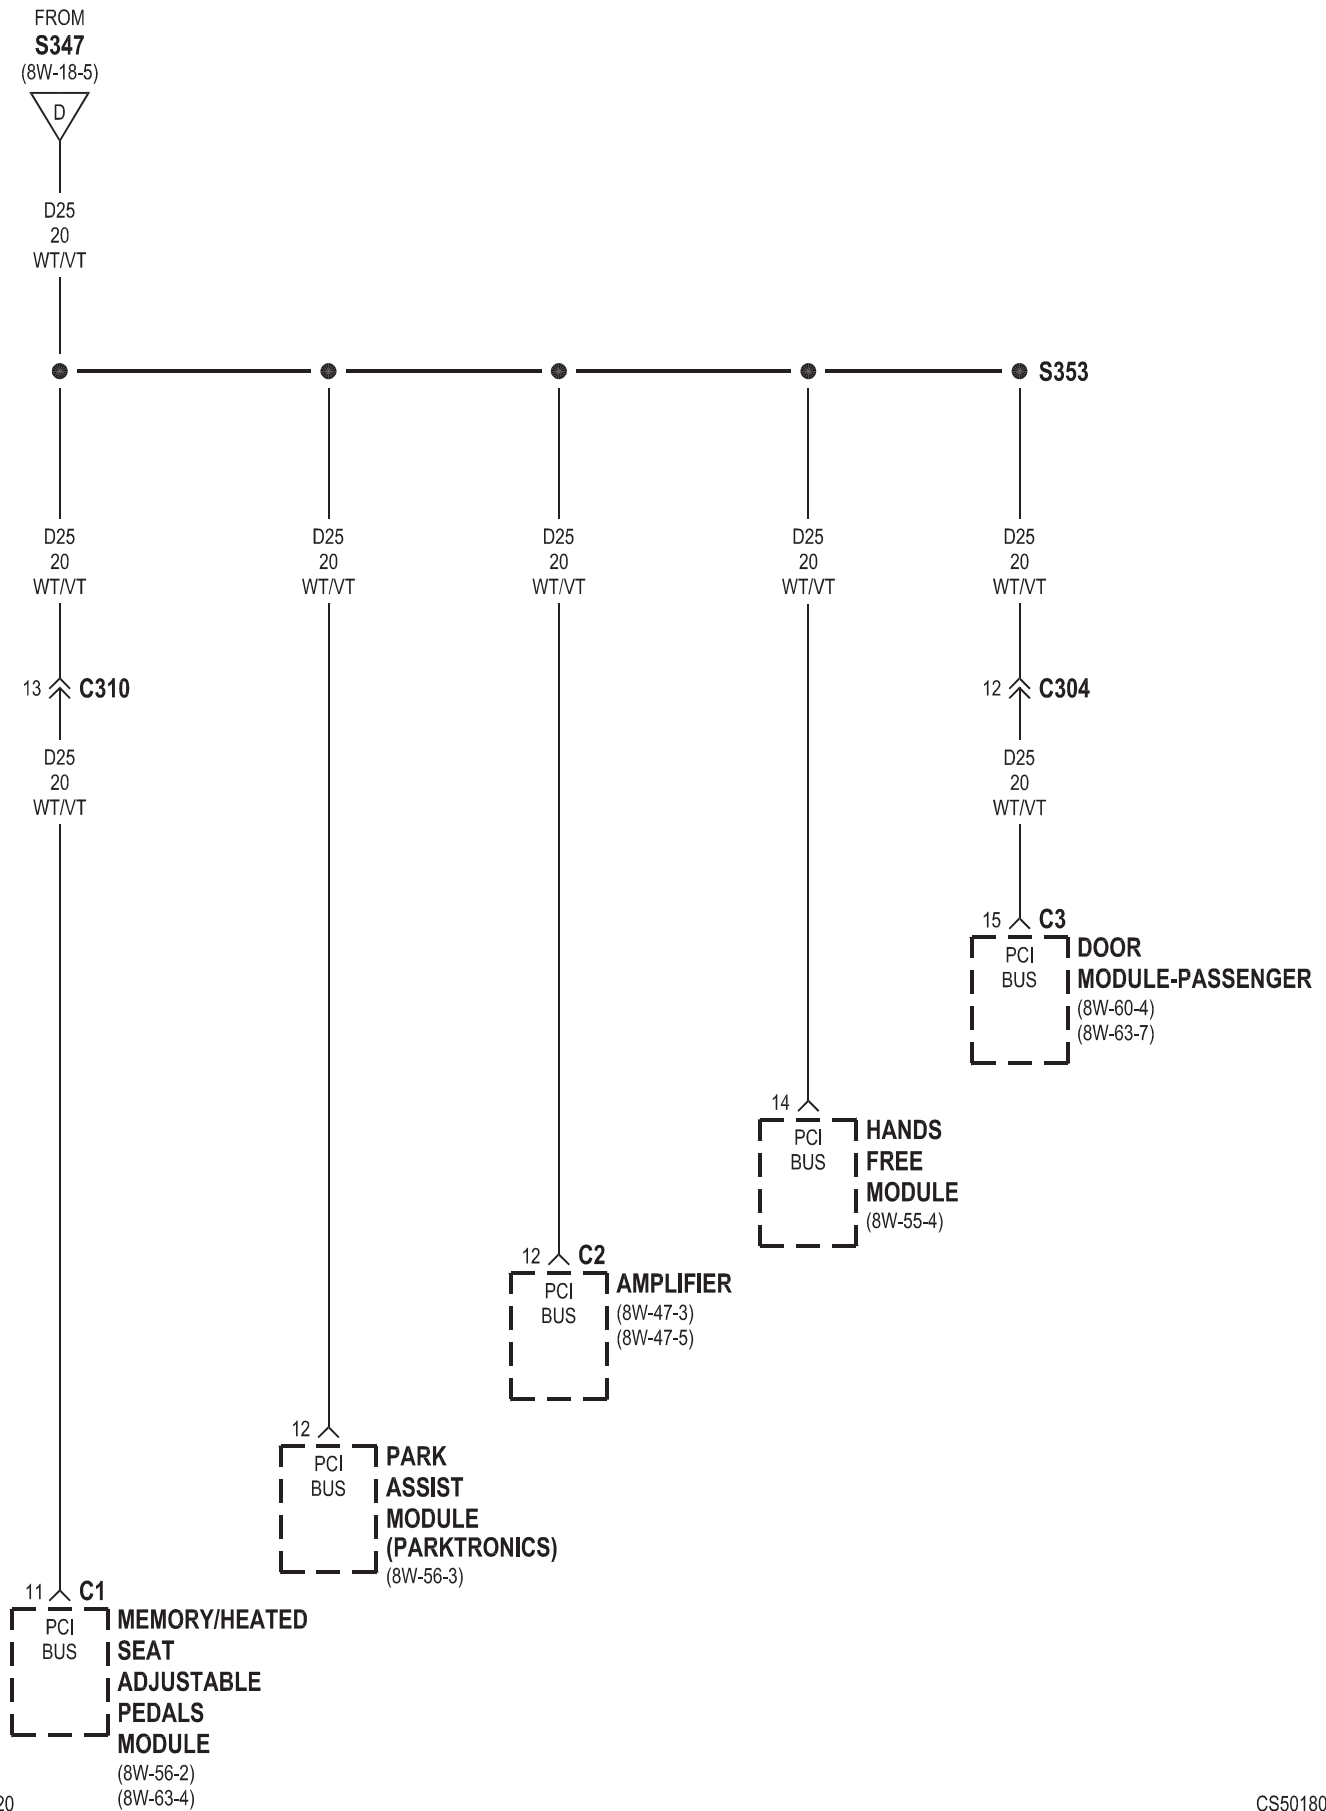 FROM
S347
(8W-18-5)
D
D25
20
WT/VT
S353
D25
20
WT/VT
D25
20
WT/VT
D25
20
WT/VT
D25
20
WT/VT
D25
20
WT/VT
13 C310
12 C304
D25
20
WT/VT
D25
20
WT/VT
15 C3
PCI
BUS
DOOR
MODULE-PASSENGER
(8W-60-4)
(8W-63-7)
14
PCI
BUS
HANDS
FREE
MODULE
(8W-55-4)
12 C2
PCI
BUS
AMPLIFIER
(8W-47-3)
(8W-47-5)
12
PCI
BUS
PARK
ASSIST
MODULE
(PARKTRONICS)
(8W-56-3)
11 C1
PCI
BUS
MEMORY/HEATED
SEAT
ADJUSTABLE
PEDALS
MODULE
(8W-56-2)
(8W-63-4)
20
CS50180